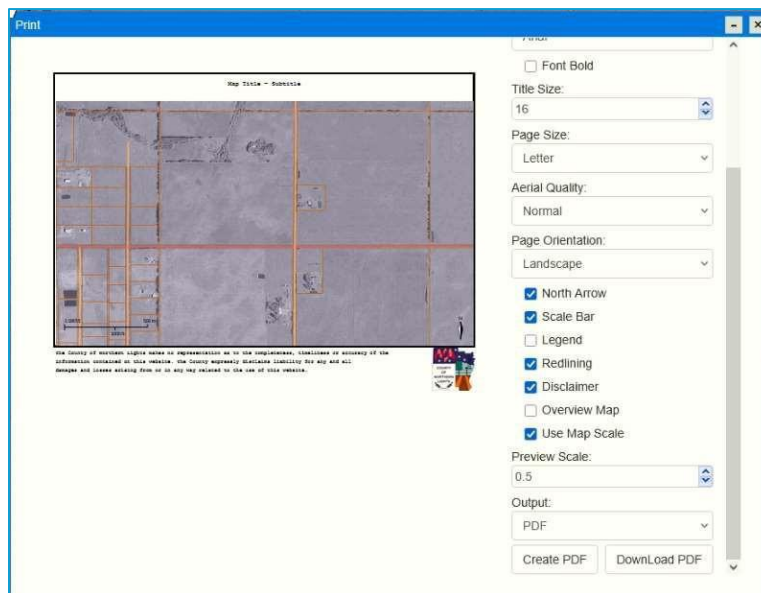 Print
Font Bold
Title Size:
16
Page Size:
Letter
Aerial Quality:
Normal
Page Orientation:
Landscape
North Arrow
Scale Bar
Legend
Redlining
Disclaimer
Overview Map
Use Map Scale
Preview Scale:
0.5
Output:
PDF
Create PDF
DownLoad PDF
Map Title - Subtitle
The County of northern Lights makes no representation as to the completeness, timeliness or accuracy of the
information contained on this website. the County expressly disclaims liability for any and all
damages and losses arising from or in any way related to the use of this website.
COUNTY
OF
NORTHERN
LIGHTS